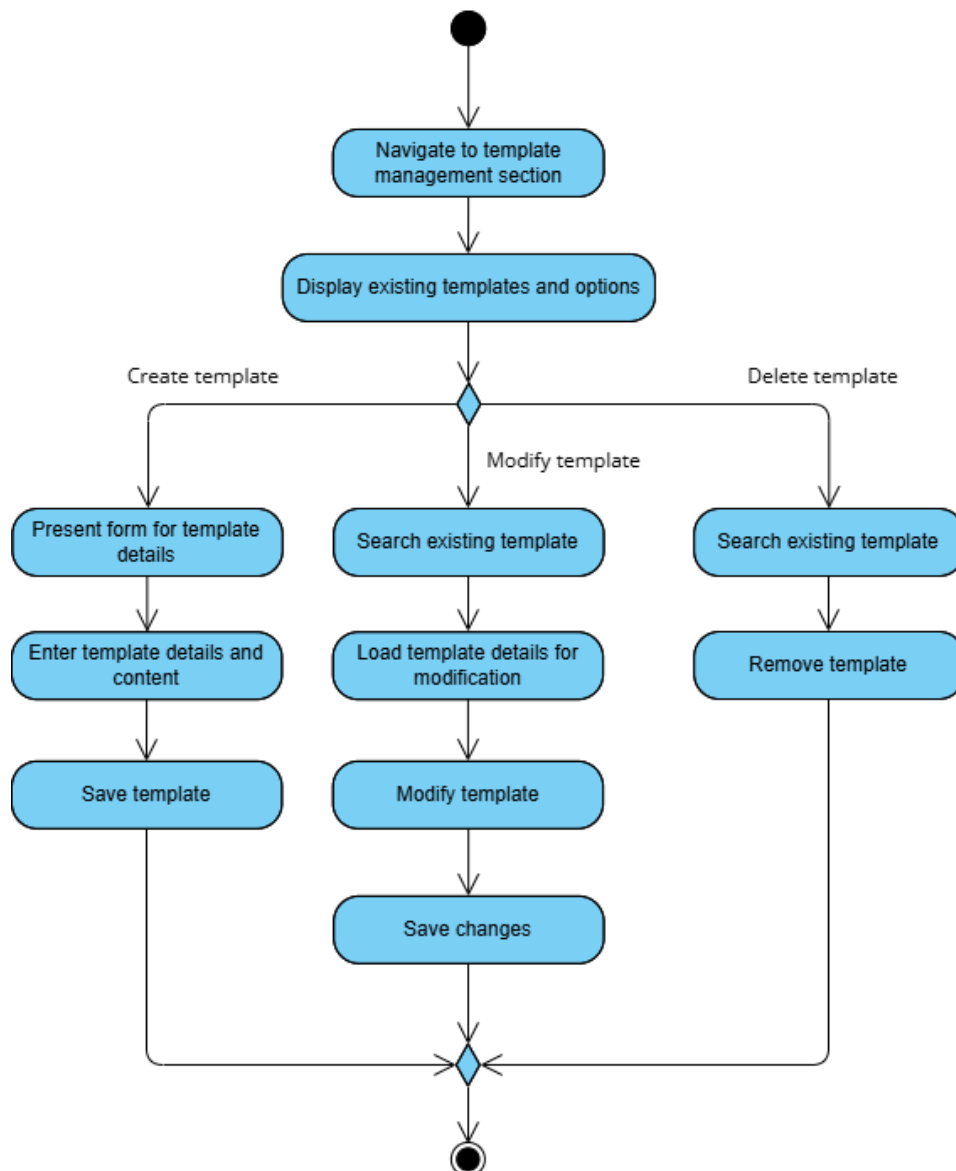 Navigate to template
management section
Display existing templates and options
Create template
Delete template
Modify template
Present form for template
details
Search existing template
Search existing template
Enter template details and
content
Load template details for
modification
Remove template
Save template
Modify template
Save changes